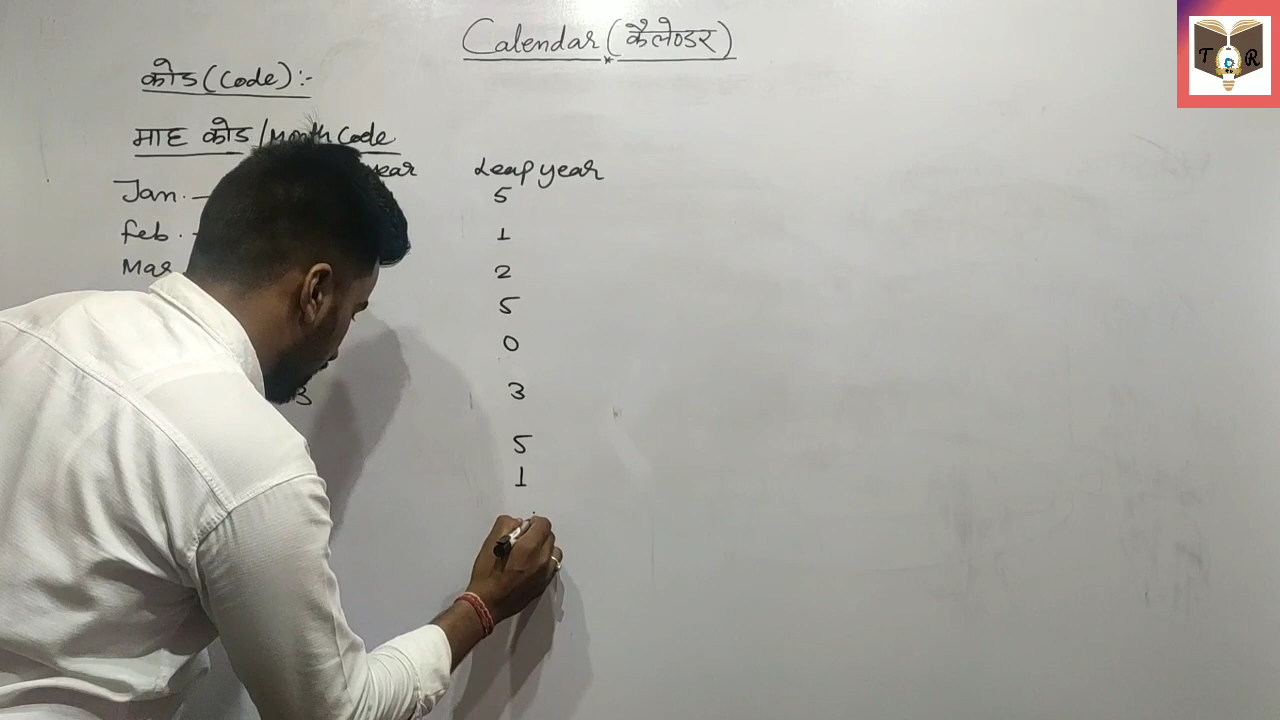 Calendar (कैलेण्डर)
कोड (Code) :-
माह कोड / Month Code
Leap year
Jan. 5
feb. 1
Mar 2
5
0
3 3
5
1
T R